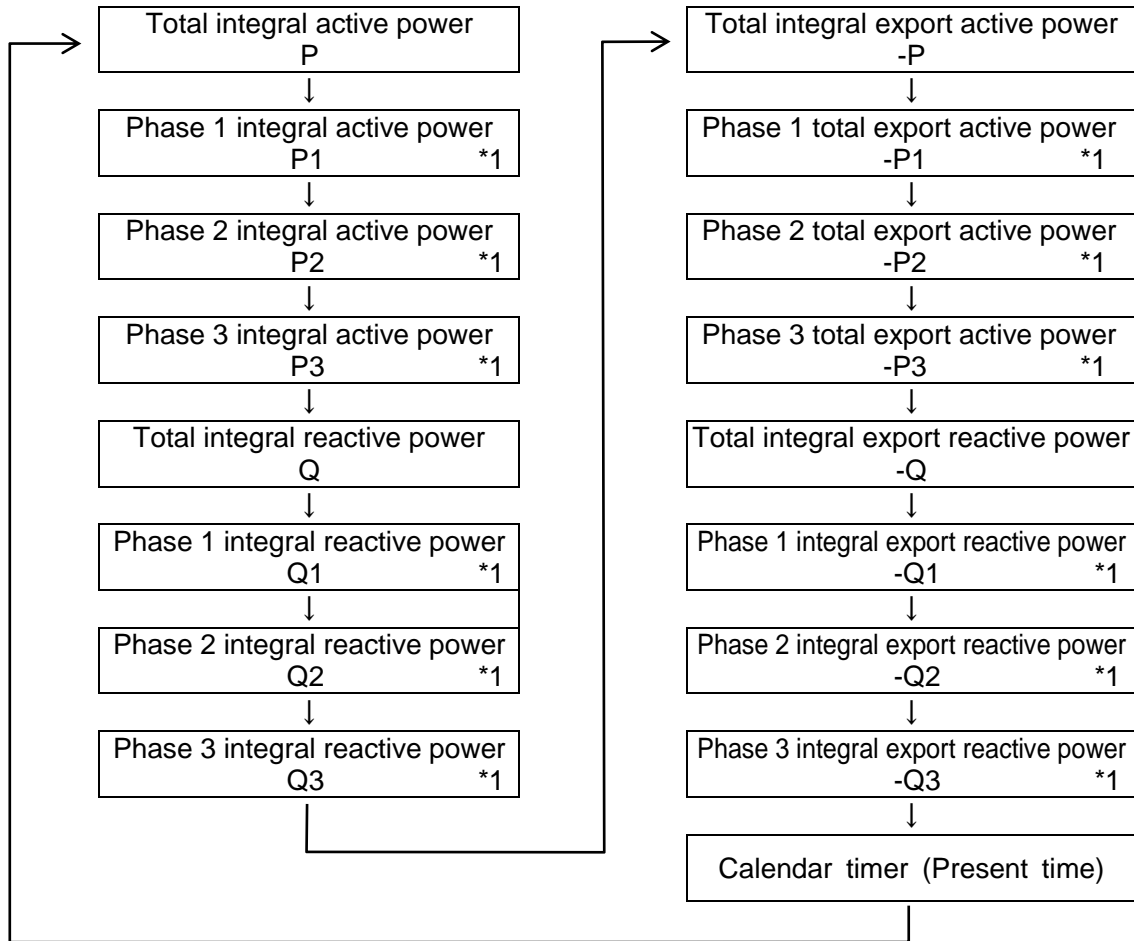 Total integral active power
P
↓
Phase 1 integral active power
P1 *1
↓
Phase 2 integral active power
P2 *1
↓
Phase 3 integral active power
P3 *1
↓
Total integral reactive power
Q
↓
Phase 1 integral reactive power
Q1 *1
↓
Phase 2 integral reactive power
Q2 *1
↓
Phase 3 integral reactive power
Q3 *1
Total integral export active power
-P
↓
Phase 1 total export active power
-P1 *1
↓
Phase 2 total export active power
-P2 *1
↓
Phase 3 total export active power
-P3 *1
↓
Total integral export reactive power
-Q
↓
Phase 1 integral export reactive power
-Q1 *1
↓
Phase 2 integral export reactive power
-Q2 *1
↓
Phase 3 integral export reactive power
-Q3 *1
↓
Calendar timer (Present time)